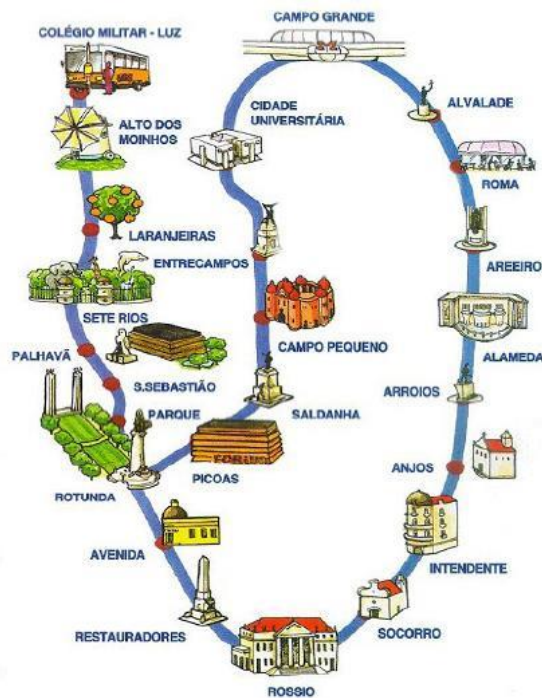 CAMPO GRANDE
COLÉGIO MILITAR - LUZ
ALVALADE
CIDADE
UNIVERSITÁRIA
ALTO DOS
MOINHOS
ROMA
LARANJEIRAS
AREEIRO
ENTRECAMPOS
SETE RIOS
CAMPO PEQUENO
PALHAVÃ
ALAMEDA
S.SEBASTIÃO
ARROIOS
PARQUE
SALDANHA
FORUM
PICOAS
ANJOS
ROTUNDA
AVENIDA
INTENDENTE
RESTAURADORES
SOCORRO
ROSSIO